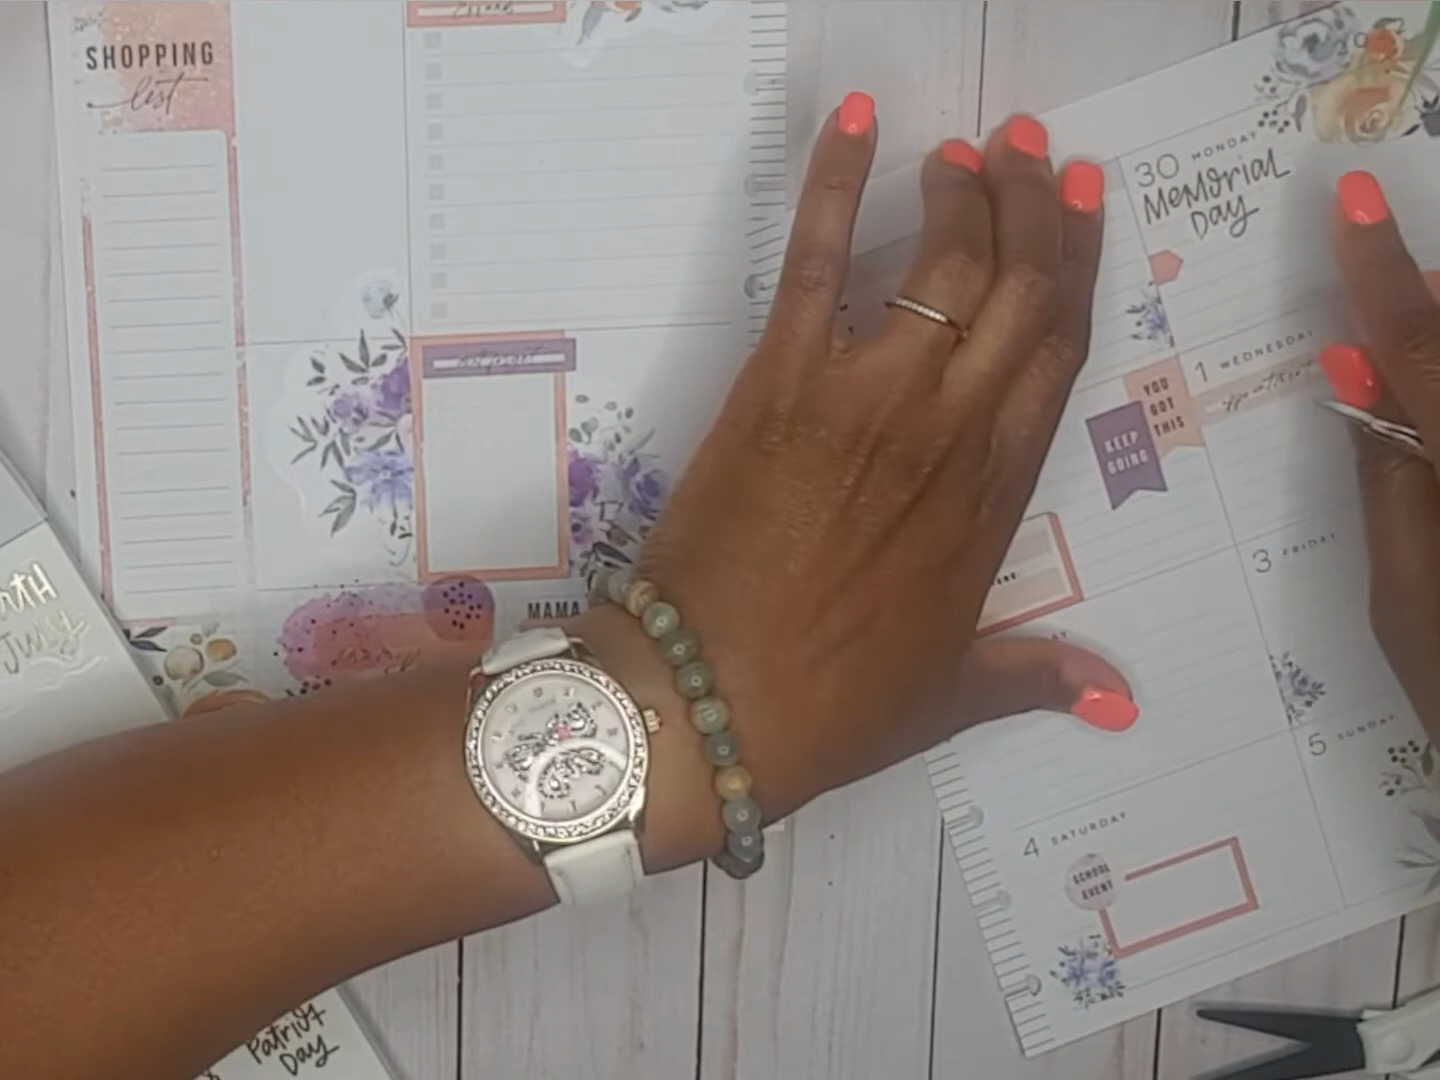 SHOPPING
list
30 MONDAY
MEMORIAL
DAY
1 WEDNESDAY
YOU
GOT
THIS
KEEP
GOING
3 FRIDAY
MAMA
5 SUNDAY
4 SATURDAY
SCHOOL
EVENT
July
Patriot
Day